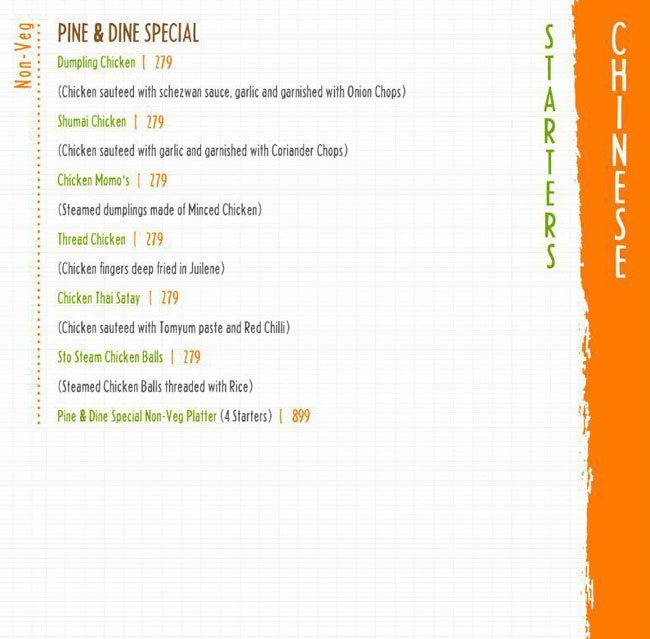 Non-Veg
PINE & DINE SPECIAL
Dumpling Chicken | 279
(Chicken sauteed with schezwan sauce, garlic and garnished with Onion Chops)
Shumai Chicken | 279
(Chicken sauteed with garlic and garnished with Coriander Chops)
Chicken Momo's | 279
(Steamed dumplings made of Minced Chicken)
Thread Chicken | 279
(Chicken fingers deep fried in Juilene)
Chicken Thai Satay | 279
(Chicken sauteed with Tomyum paste and Red Chilli)
Sto Steam Chicken Balls | 279
(Steamed Chicken Balls threaded with Rice)
Pine & Dine Special Non-Veg Platter (4 Starters) | 899
STARTERS
CHINESE